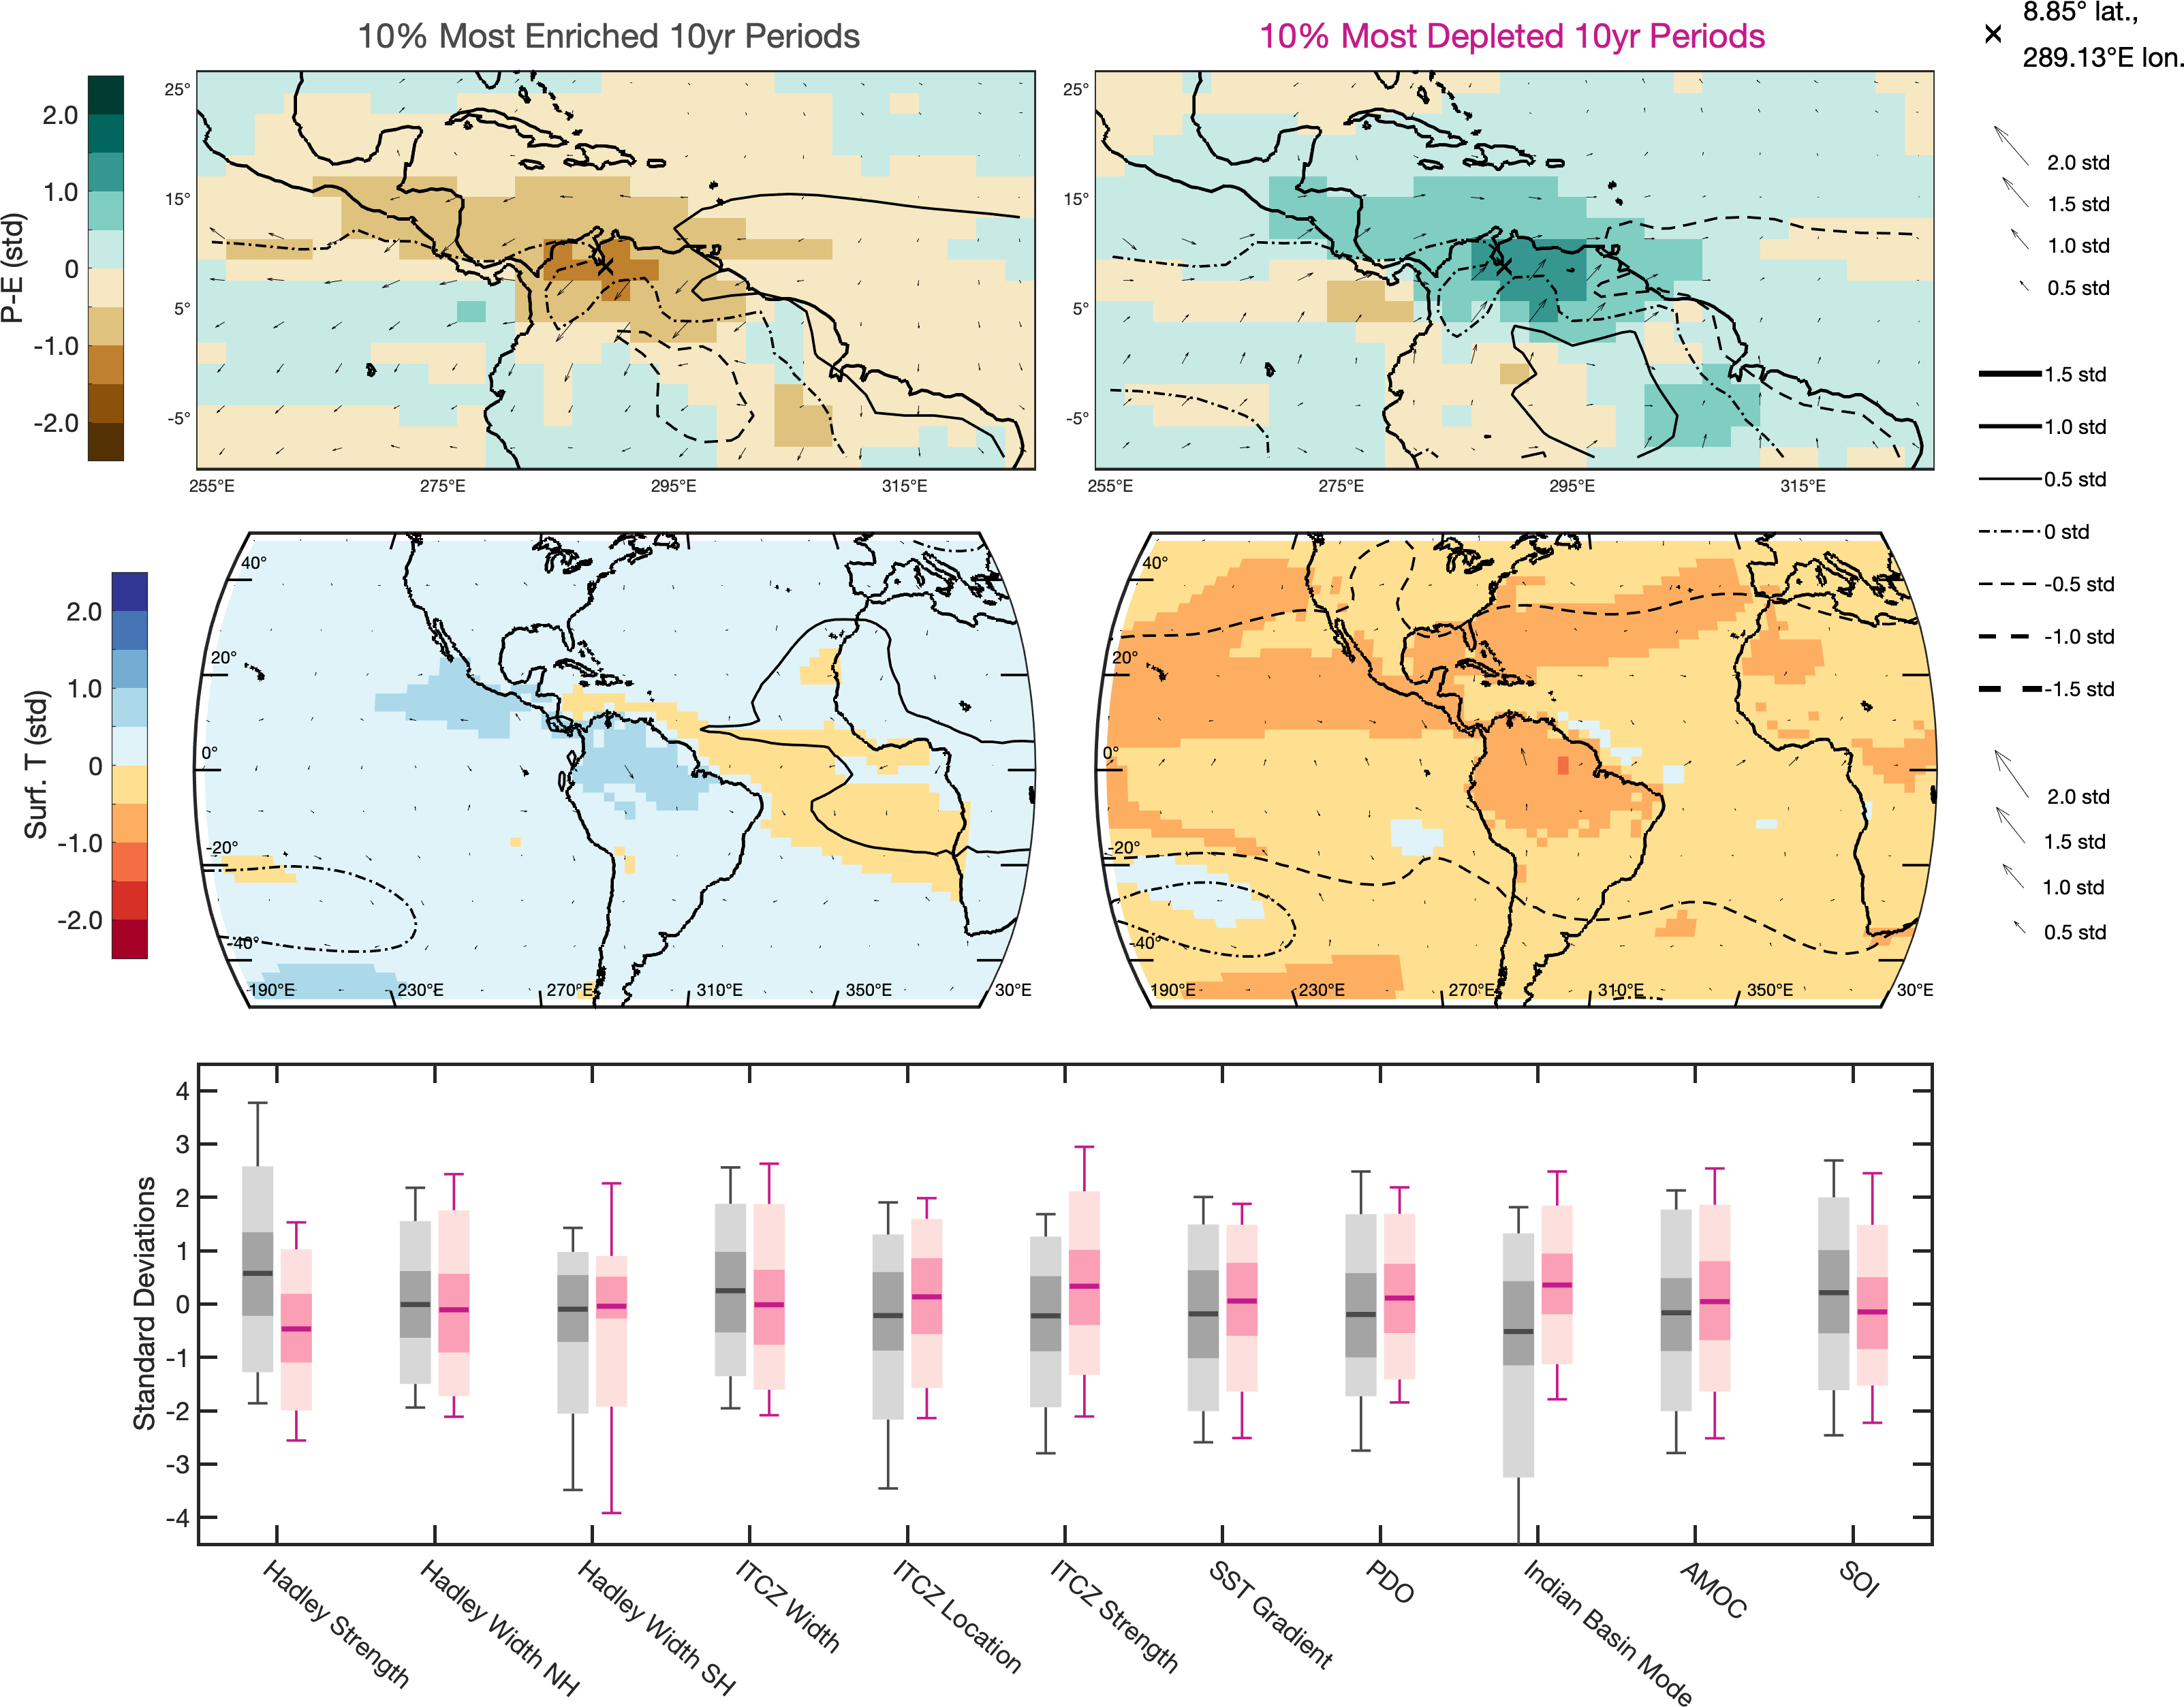 10% Most Enriched 10yr Periods
10% Most Depleted 10yr Periods
8.85° lat.,
289.13°E lon.
P-E (std)
2.0
1.0
0
-1.0
-2.0
25°
15°
5°
-5°
255°E
275°E
295°E
315°E
25°
15°
5°
-5°
255°E
275°E
295°E
315°E
2.0 std
1.5 std
1.0 std
0.5 std
1.5 std
1.0 std
0.5 std
0 std
-0.5 std
-1.0 std
-1.5 std
Surf. T (std)
2.0
1.0
0
-1.0
-2.0
40°
20°
0°
-20°
-40°
190°E
230°E
270°E
310°E
350°E
30°E
40°
20°
0°
-20°
-40°
190°E
230°E
270°E
310°E
350°E
30°E
2.0 std
1.5 std
1.0 std
0.5 std
Standard Deviations
4
3
2
1
0
-1
-2
-3
-4
Hadley Strength
Hadley Width NH
Hadley Width SH
ITCZ Width
ITCZ Location
ITCZ Strength
SST Gradient
PDO
Indian Basin Mode
AMOC
SOI